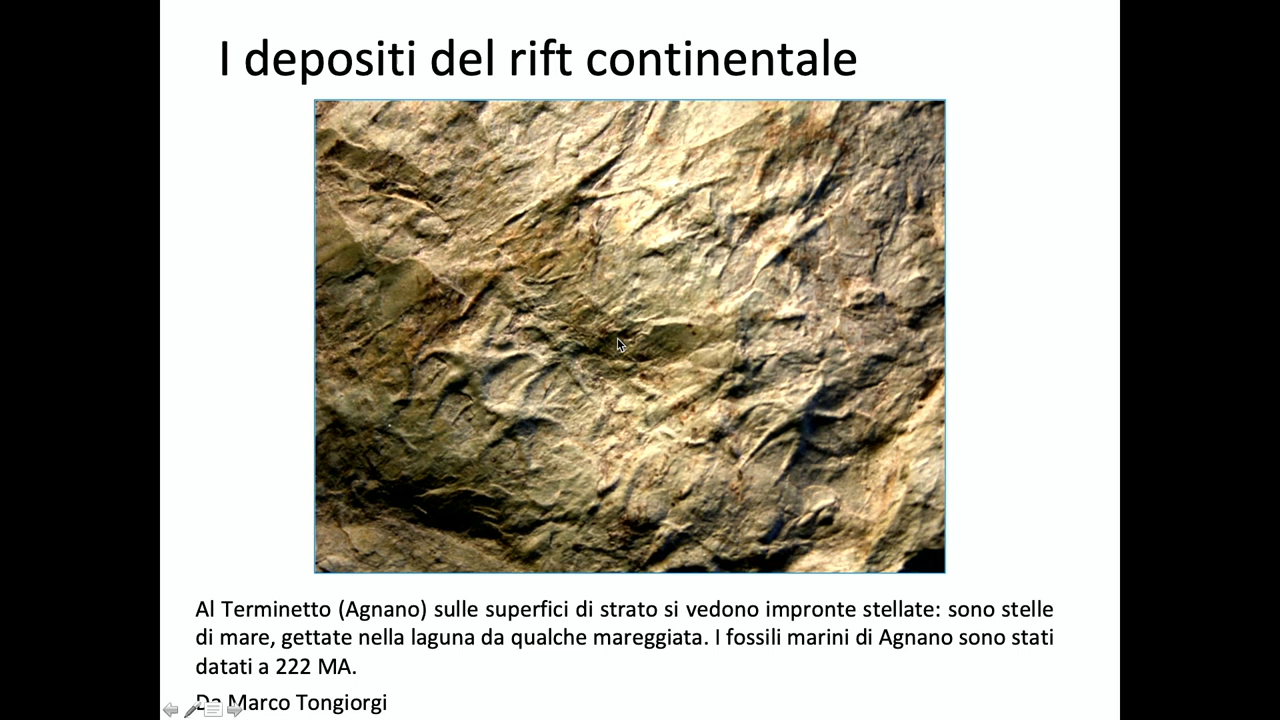 I depositi del rift continentale
Al Terminetto (Agnano) sulle superfici di strato si vedono impronte stellate: sono stelle
di mare, gettate nella laguna da qualche mareggiata. I fossili marini di Agnano sono stati
datati a 222 MA.
Da Marco Tongiorgi